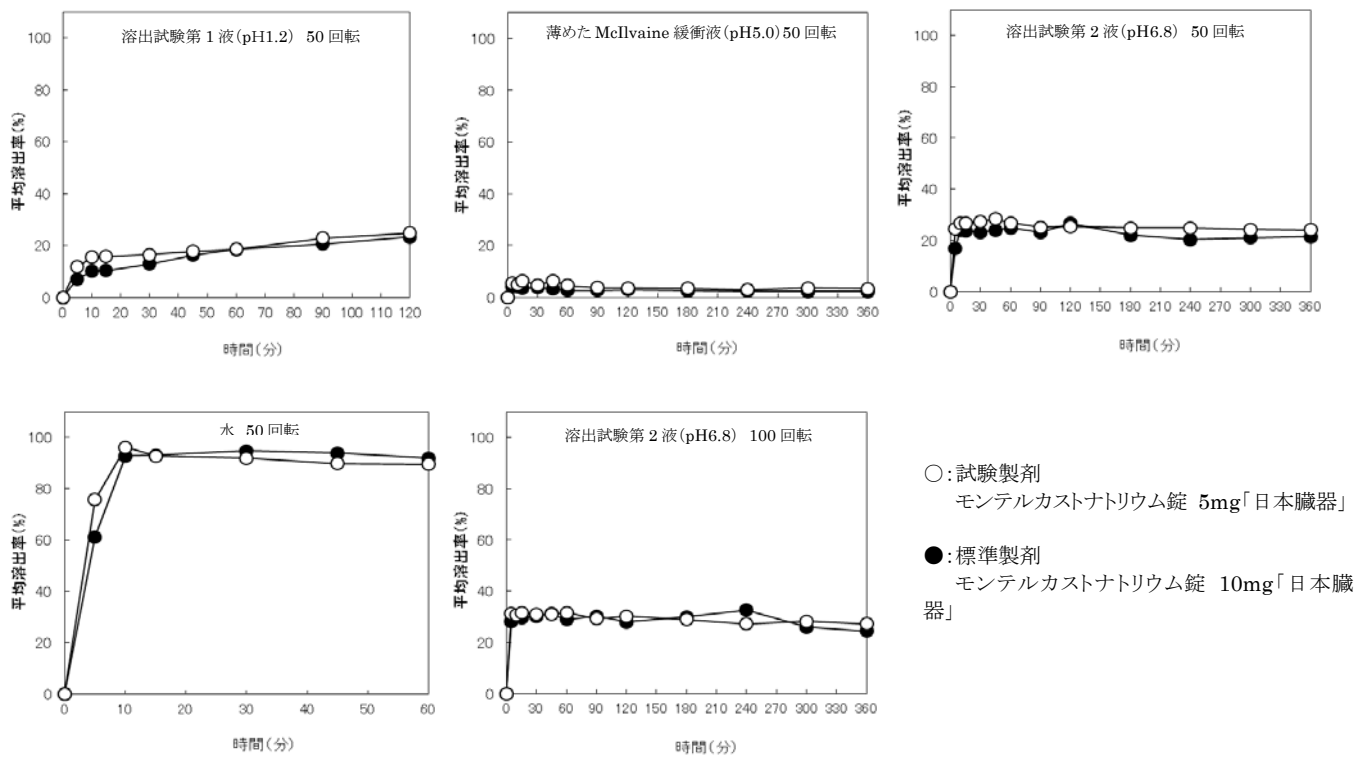 溶出試験第1液(pH1.2) 50回転
平均溶出率(%)
100
80
60
40
20
0
0 10 20 30 40 50 60 70 80 90 100 110 120
時間(分)
薄めたMcIlvaine緩衝液(pH5.0)50回転
平均溶出率(%)
100
80
60
40
20
0
0 30 60 90 120 150 180 210 240 270 300 330 360
時間(分)
溶出試験第2液(pH6.8) 50回転
平均溶出率(%)
100
80
60
40
20
0
0 30 60 90 120 150 180 210 240 270 300 330 360
時間(分)
水 50回転
平均溶出率(%)
100
80
60
40
20
0
0 10 20 30 40 50 60
時間(分)
溶出試験第2液(pH6.8) 100回転
平均溶出率(%)
100
80
60
40
20
0
0 30 60 90 120 150 180 210 240 270 300 330 360
時間(分)
○:試験製剤
モンテルカストナトリウム錠 5mg「日本臓器」
●:標準製剤
モンテルカストナトリウム錠 10mg「日本臓
器」